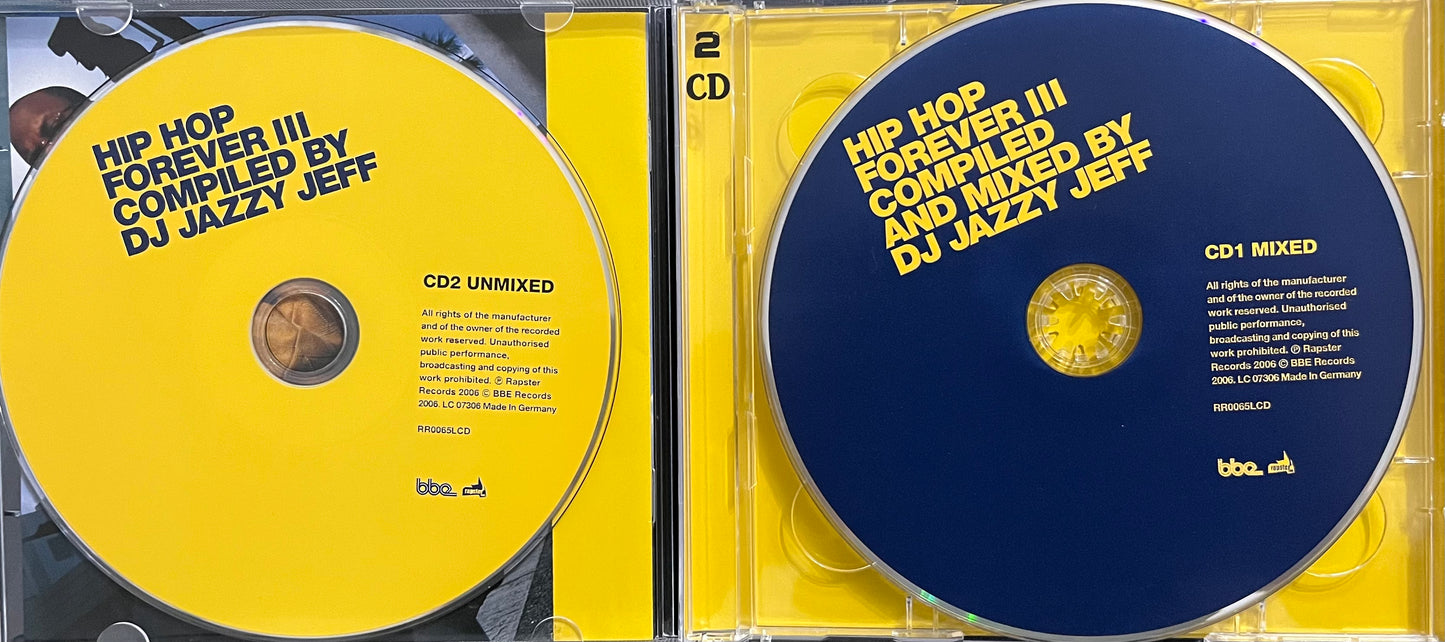 HIP HOP
FOREVER III
COMPILED BY
DJ JAZZY JEFF
CD2 UNMIXED
All rights of the manufacturer
and of the owner of the recorded
work reserved. Unauthorised
public performance,
broadcasting and copying of this
work prohibited. ℗ Rapster
Records 2006 © BBE Records
2006. LC 07306 Made In Germany
RR0065LCD
bbe rapster
2
CD
HIP HOP
FOREVER III
COMPILED
AND MIXED BY
DJ JAZZY JEFF
CD1 MIXED
All rights of the manufacturer
and of the owner of the recorded
work reserved. Unauthorised
public performance,
broadcasting and copying of this
work prohibited. ℗ Rapster
Records 2006 © BBE Records
2006. LC 07306 Made In Germany
RR0065LCD
bbe rapster